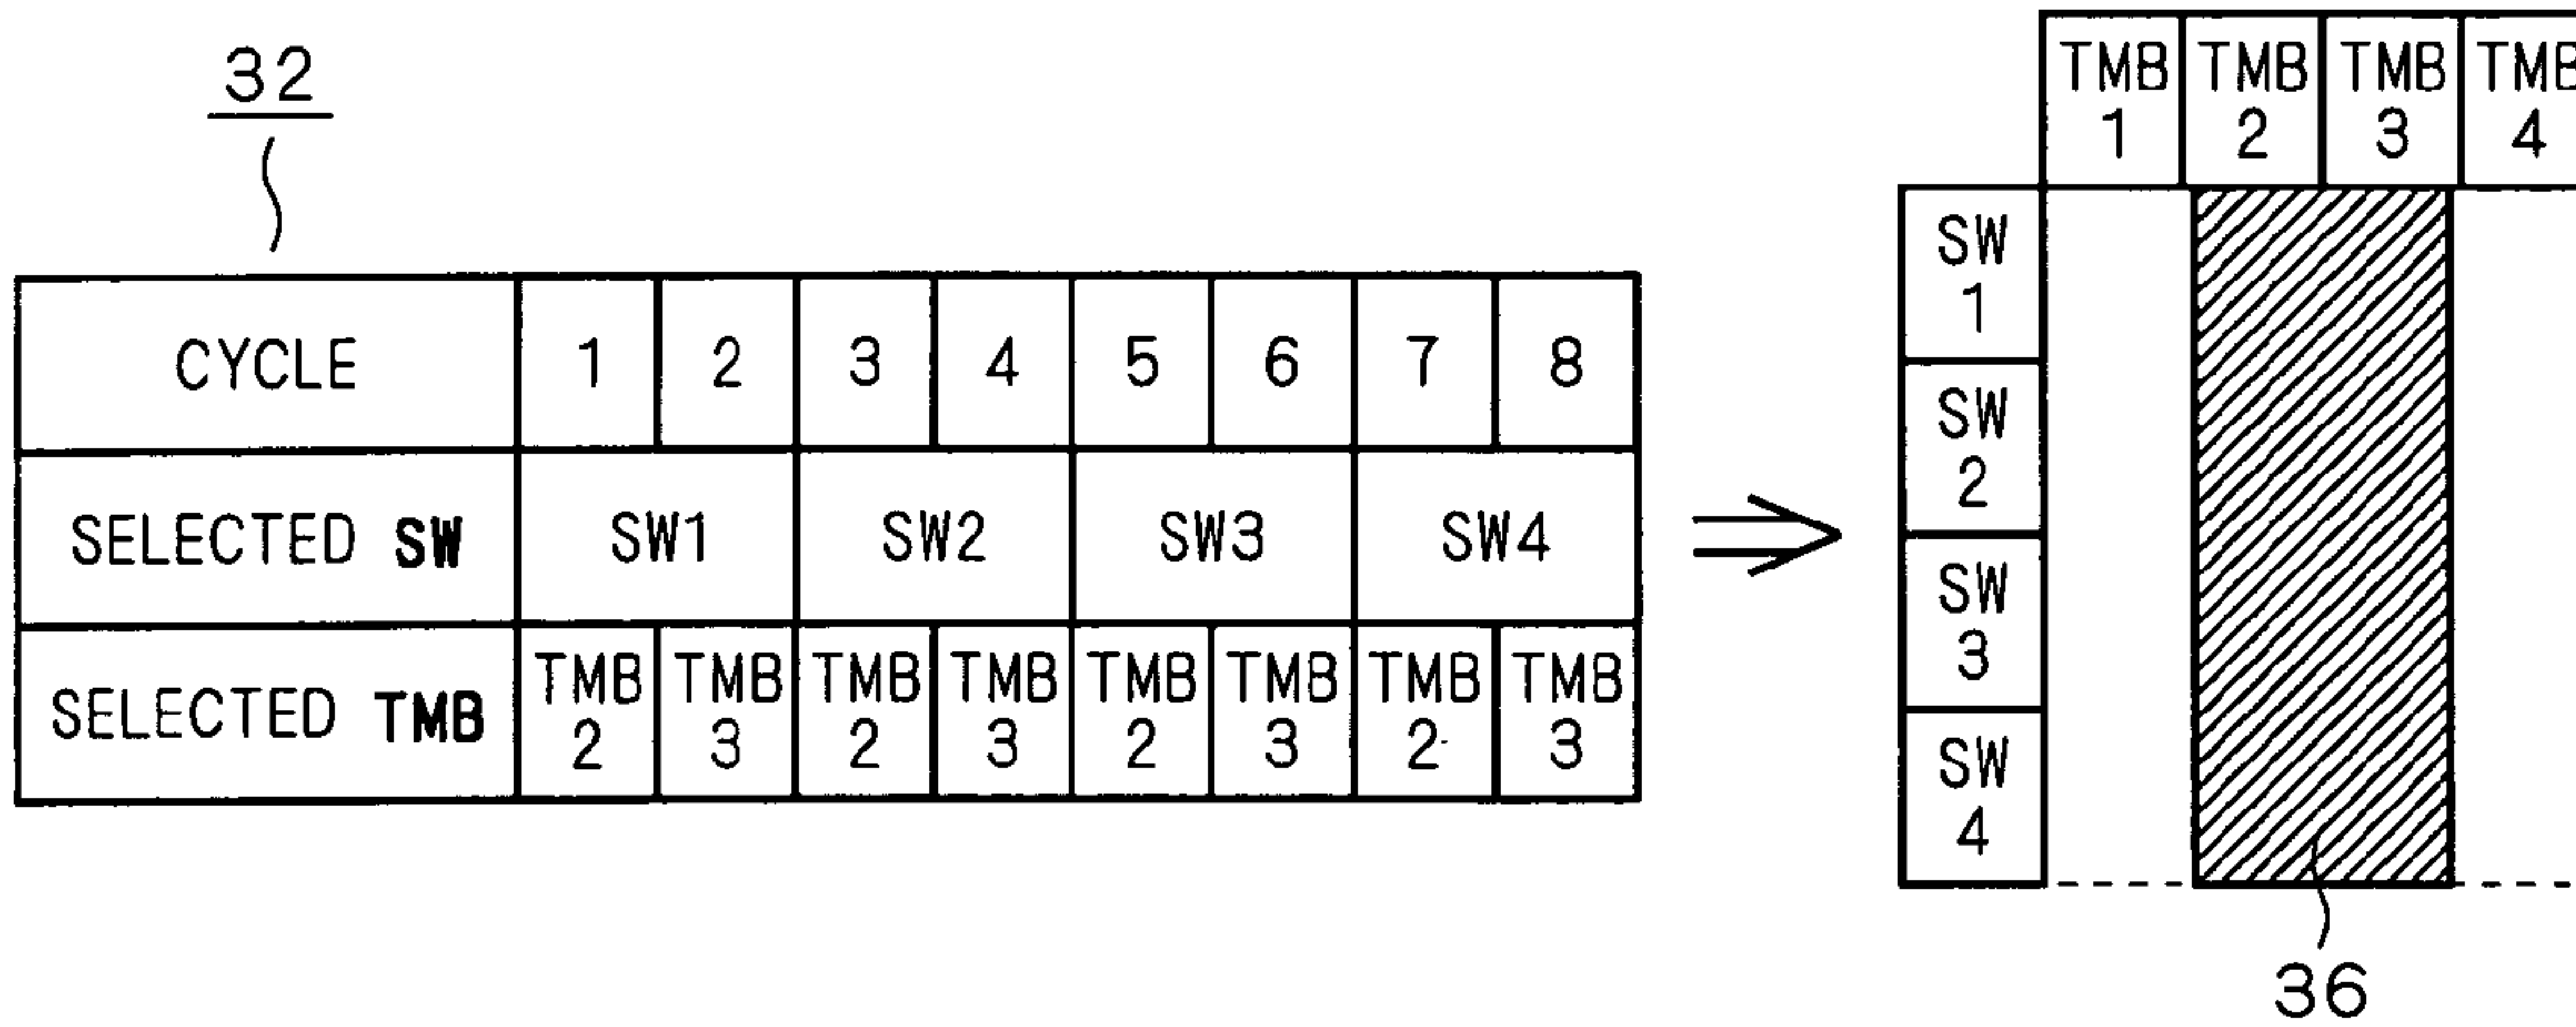 32
CYCLE 1 2 3 4 5 6 7 8
SELECTED SW SW1 SW2 SW3 SW4
SELECTED TMB TMB 2 TMB 3 TMB 2 TMB 3 TMB 2 TMB 3 TMB 2 TMB 3
TMB 1 TMB 2 TMB 3 TMB 4
SW
1
SW
2
SW
3
SW
4
36